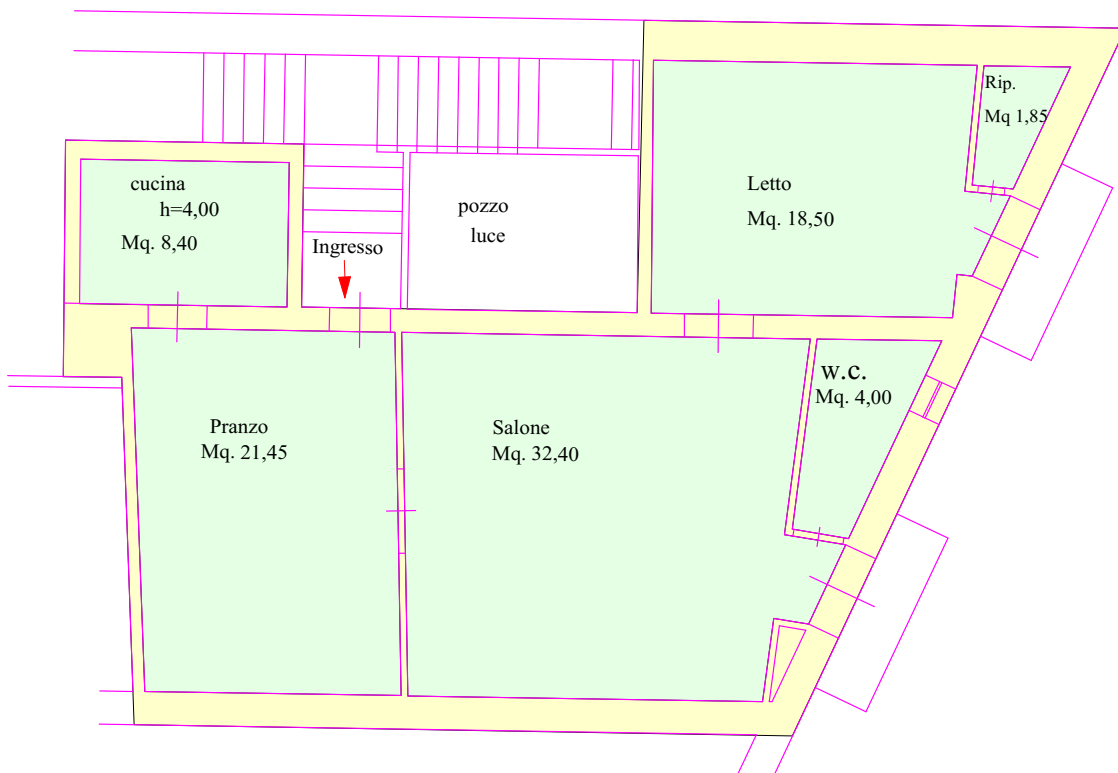 Rip.
Mq 1,85
cucina
h=4,00
Mq. 8,40
Letto
Mq. 18,50
pozzo
luce
Ingresso
w.c.
Mq. 4,00
Pranzo
Mq. 21,45
Salone
Mq. 32,40